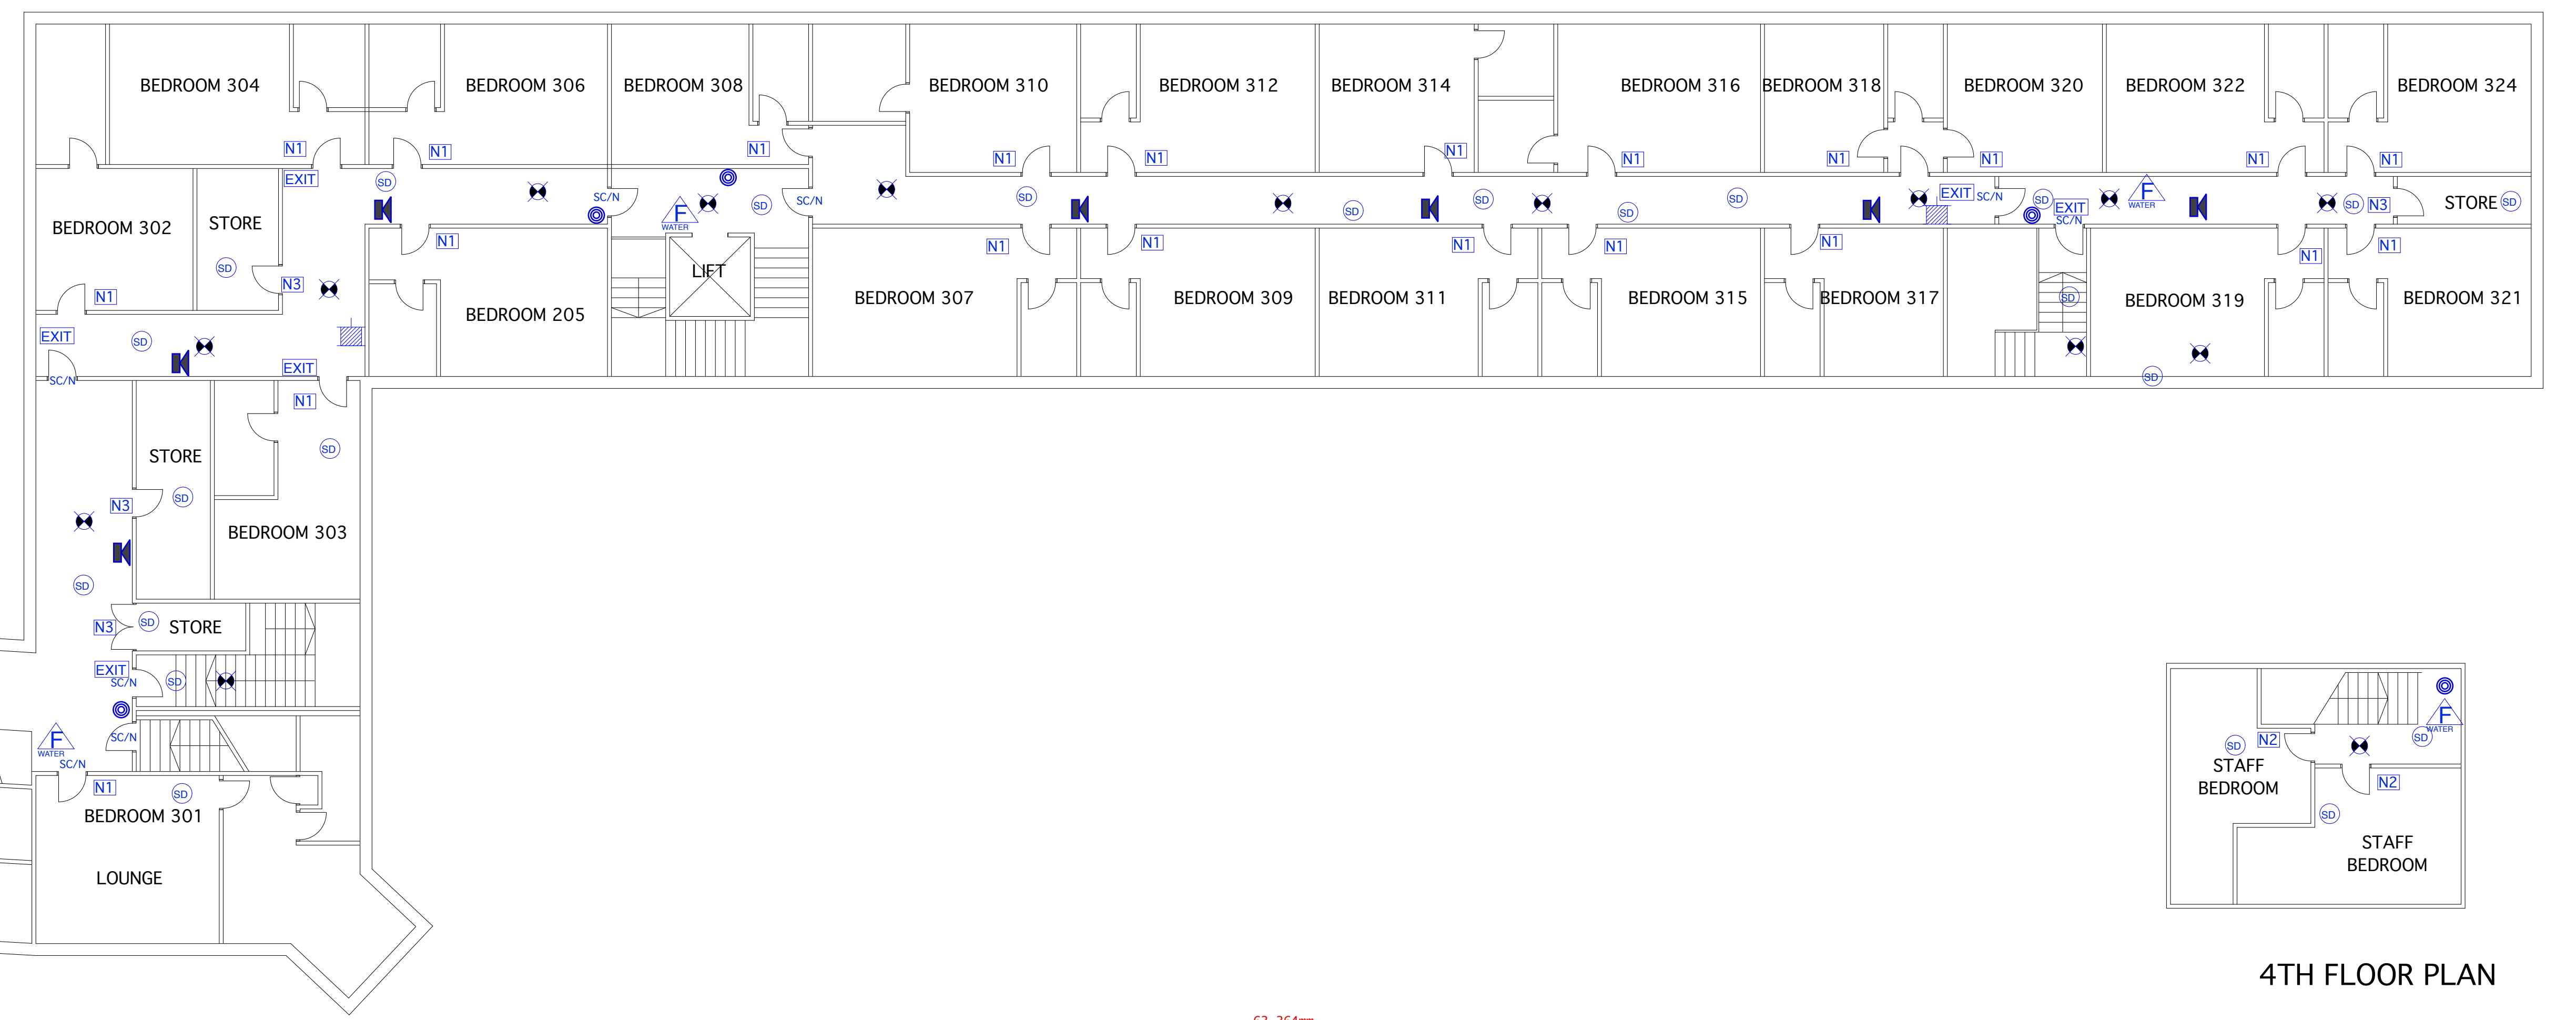 BEDROOM 304
BEDROOM 306
BEDROOM 308
BEDROOM 310
BEDROOM 312
BEDROOM 314
BEDROOM 316
BEDROOM 318
BEDROOM 320
BEDROOM 322
BEDROOM 324
N1
N1
N1
N1
N1
N1
N1
N1
N1
N1
N1
EXIT
SD
SC/N
F
WATER
SD
SC/N
SD
SD
SD
SD
SD
EXIT
SC/N
SD
EXIT
SC/N
F
WATER
SD
N3
STORE
SD
BEDROOM 302
STORE
SD
N3
N1
N1
LIFT
N1
N1
N1
N1
N1
N1
N1
BEDROOM 205
BEDROOM 307
BEDROOM 309
BEDROOM 311
BEDROOM 315
BEDROOM 317
SD
BEDROOM 319
BEDROOM 321
EXIT
SD
EXIT
SC/N
SD
N1
SD
STORE
SD
N3
BEDROOM 303
SD
N3
SD
STORE
EXIT
SC/N
SD
F
WATER
SC/N
SC/N
N1
SD
BEDROOM 301
LOUNGE
F
WATER
SD
SD
N2
STAFF
BEDROOM
N2
SD
STAFF
BEDROOM
4TH FLOOR PLAN